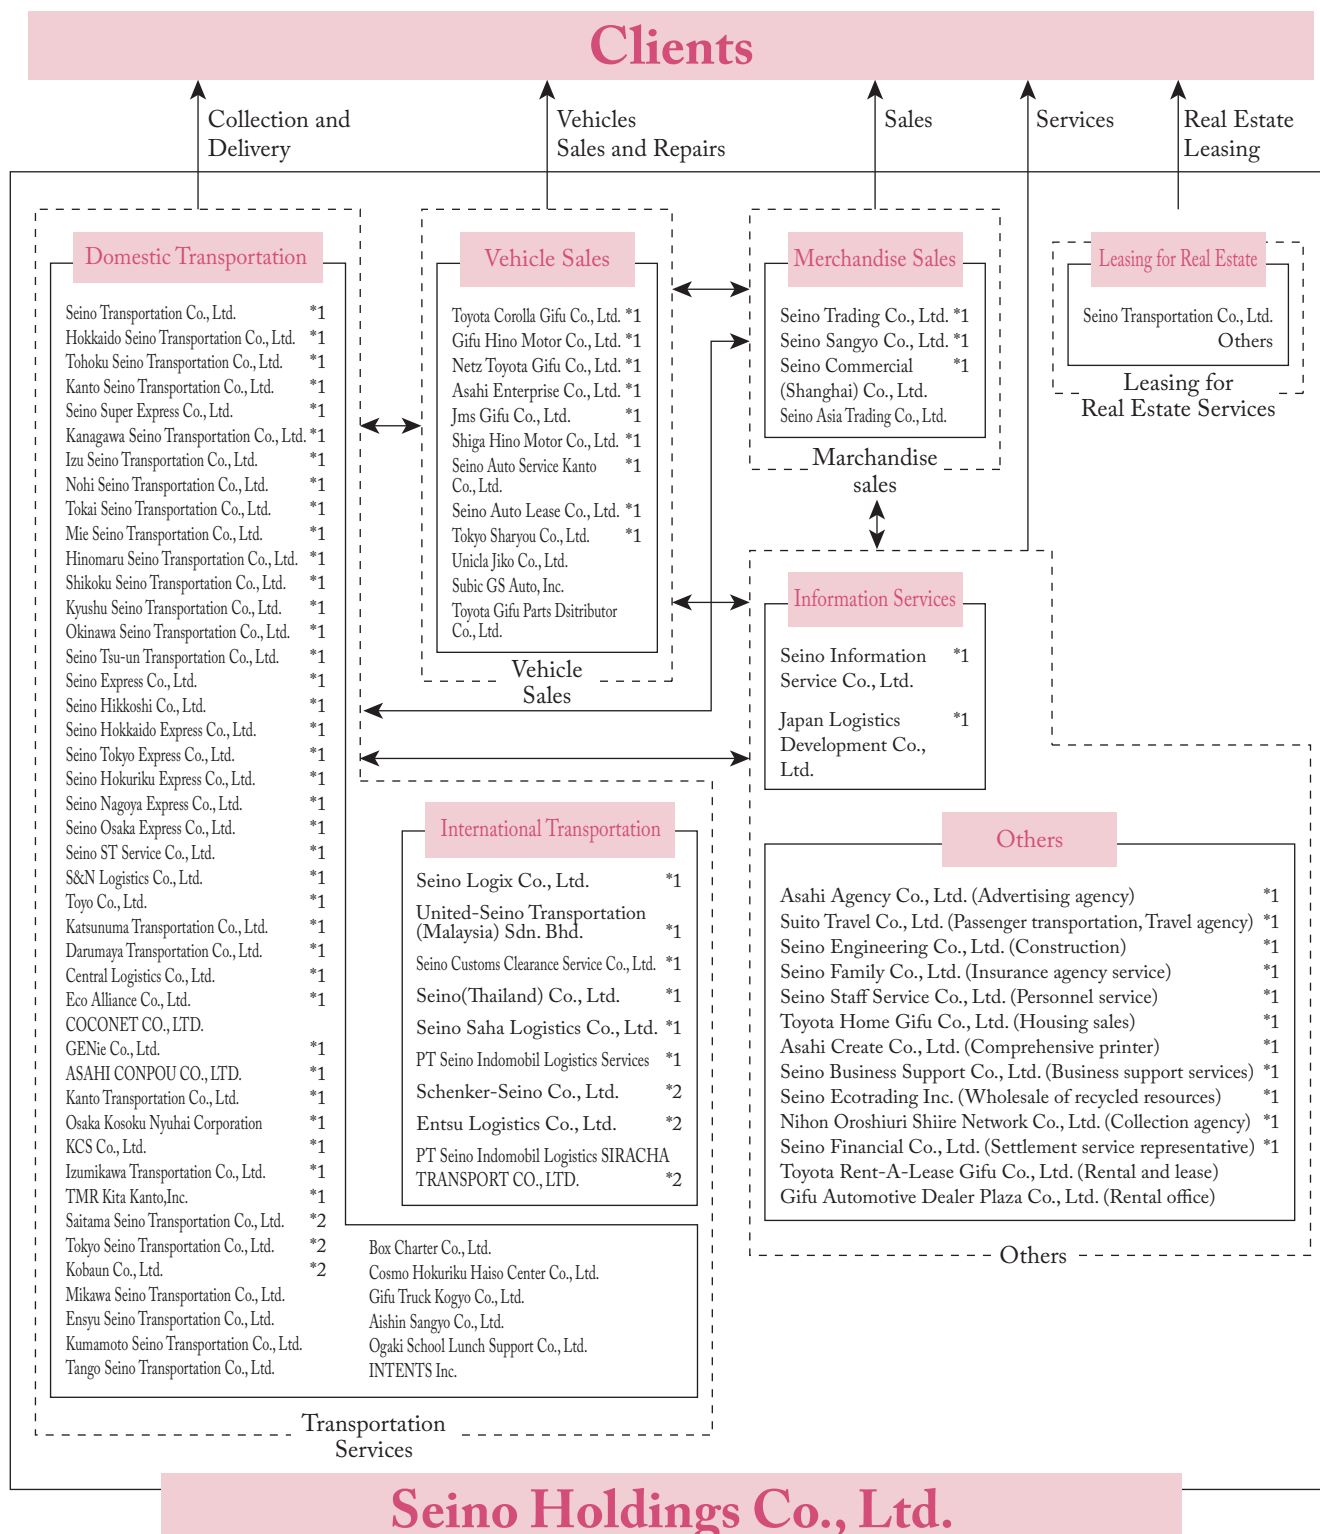 Clients
Collection and
Delivery
Vehicles
Sales and Repairs
Sales
Services
Real Estate
Leasing
Domestic Transportation
Seino Transportation Co., Ltd. *1
Hokkaido Seino Transportation Co., Ltd. *1
Tohoku Seino Transportation Co., Ltd. *1
Kanto Seino Transportation Co., Ltd. *1
Seino Super Express Co., Ltd. *1
Kanagawa Seino Transportation Co., Ltd. *1
Izu Seino Transportation Co., Ltd. *1
Nohi Seino Transportation Co., Ltd. *1
Tokai Seino Transportation Co., Ltd. *1
Mie Seino Transportation Co., Ltd. *1
Hinomaru Seino Transportation Co., Ltd. *1
Shikoku Seino Transportation Co., Ltd. *1
Kyushu Seino Transportation Co., Ltd. *1
Okinawa Seino Transportation Co., Ltd. *1
Seino Tsu-un Transportation Co., Ltd. *1
Seino Express Co., Ltd. *1
Seino Hikkoshi Co., Ltd. *1
Seino Hokkaido Express Co., Ltd. *1
Seino Tokyo Express Co., Ltd. *1
Seino Hokuriku Express Co., Ltd. *1
Seino Nagoya Express Co., Ltd. *1
Seino Osaka Express Co., Ltd. *1
Seino ST Service Co., Ltd. *1
S&N Logistics Co., Ltd. *1
Toyo Co., Ltd. *1
Katsunuma Transportation Co., Ltd. *1
Darumaya Transportation Co., Ltd. *1
Central Logistics Co., Ltd. *1
Eco Alliance Co., Ltd. *1
COCONET CO., LTD.
GENie Co., Ltd. *1
ASAHI CONPOU CO., LTD. *1
Kanto Transportation Co., Ltd. *1
Osaka Kosoku Nyuhai Corporation *1
KCS Co., Ltd. *1
Izumikawa Transportation Co., Ltd. *1
TMR Kita Kanto,Inc. *1
Saitama Seino Transportation Co., Ltd. *2
Tokyo Seino Transportation Co., Ltd. *2
Kobaun Co., Ltd. *2
Mikawa Seino Transportation Co., Ltd.
Ensyu Seino Transportation Co., Ltd.
Kumamoto Seino Transportation Co., Ltd.
Tango Seino Transportation Co., Ltd.
Box Charter Co., Ltd.
Cosmo Hokuriku Haiso Center Co., Ltd.
Gifu Truck Kogyo Co., Ltd.
Aishin Sangyo Co., Ltd.
Ogaki School Lunch Support Co., Ltd.
INTENTS Inc.
International Transportation
Seino Logix Co., Ltd. *1
United-Seino Transportation
(Malaysia) Sdn. Bhd. *1
Seino Customs Clearance Service Co., Ltd. *1
Seino(Thailand) Co., Ltd. *1
Seino Saha Logistics Co., Ltd. *1
PT Seino Indomobil Logistics Services *1
Schenker-Seino Co., Ltd. *2
Entsu Logistics Co., Ltd. *2
PT Seino Indomobil Logistics SIRACHA
TRANSPORT CO., LTD. *2
Transportation
Services
Vehicle Sales
Toyota Corolla Gifu Co., Ltd. *1
Gifu Hino Motor Co., Ltd. *1
Netz Toyota Gifu Co., Ltd. *1
Asahi Enterprise Co., Ltd. *1
Jms Gifu Co., Ltd. *1
Shiga Hino Motor Co., Ltd. *1
Seino Auto Service Kanto *1
Co., Ltd.
Seino Auto Lease Co., Ltd. *1
Tokyo Sharyou Co., Ltd. *1
Unicla Jiko Co., Ltd.
Subic GS Auto, Inc.
Toyota Gifu Parts Dsitributor
Co., Ltd.
Vehicle
Sales
Merchandise Sales
Seino Trading Co., Ltd. *1
Seino Sangyo Co., Ltd. *1
Seino Commercial *1
(Shanghai) Co., Ltd.
Seino Asia Trading Co., Ltd.
Marchandise
sales
Leasing for Real Estate
Seino Transportation Co., Ltd.
Others
Leasing for
Real Estate Services
Information Services
Seino Information *1
Service Co., Ltd.
Japan Logistics *1
Development Co.,
Ltd.
Others
Asahi Agency Co., Ltd. (Advertising agency) *1
Suito Travel Co., Ltd. (Passenger transportation, Travel agency) *1
Seino Engineering Co., Ltd. (Construction) *1
Seino Family Co., Ltd. (Insurance agency service) *1
Seino Staff Service Co., Ltd. (Personnel service) *1
Toyota Home Gifu Co., Ltd. (Housing sales) *1
Asahi Create Co., Ltd. (Comprehensive printer) *1
Seino Business Support Co., Ltd. (Business support services) *1
Seino Ecotrading Inc. (Wholesale of recycled resources) *1
Nihon Oroshiuri Shiire Network Co., Ltd. (Collection agency) *1
Seino Financial Co., Ltd. (Settlement service representative) *1
Toyota Rent-A-Lease Gifu Co., Ltd. (Rental and lease)
Gifu Automotive Dealer Plaza Co., Ltd. (Rental office)
Others
Seino Holdings Co., Ltd.